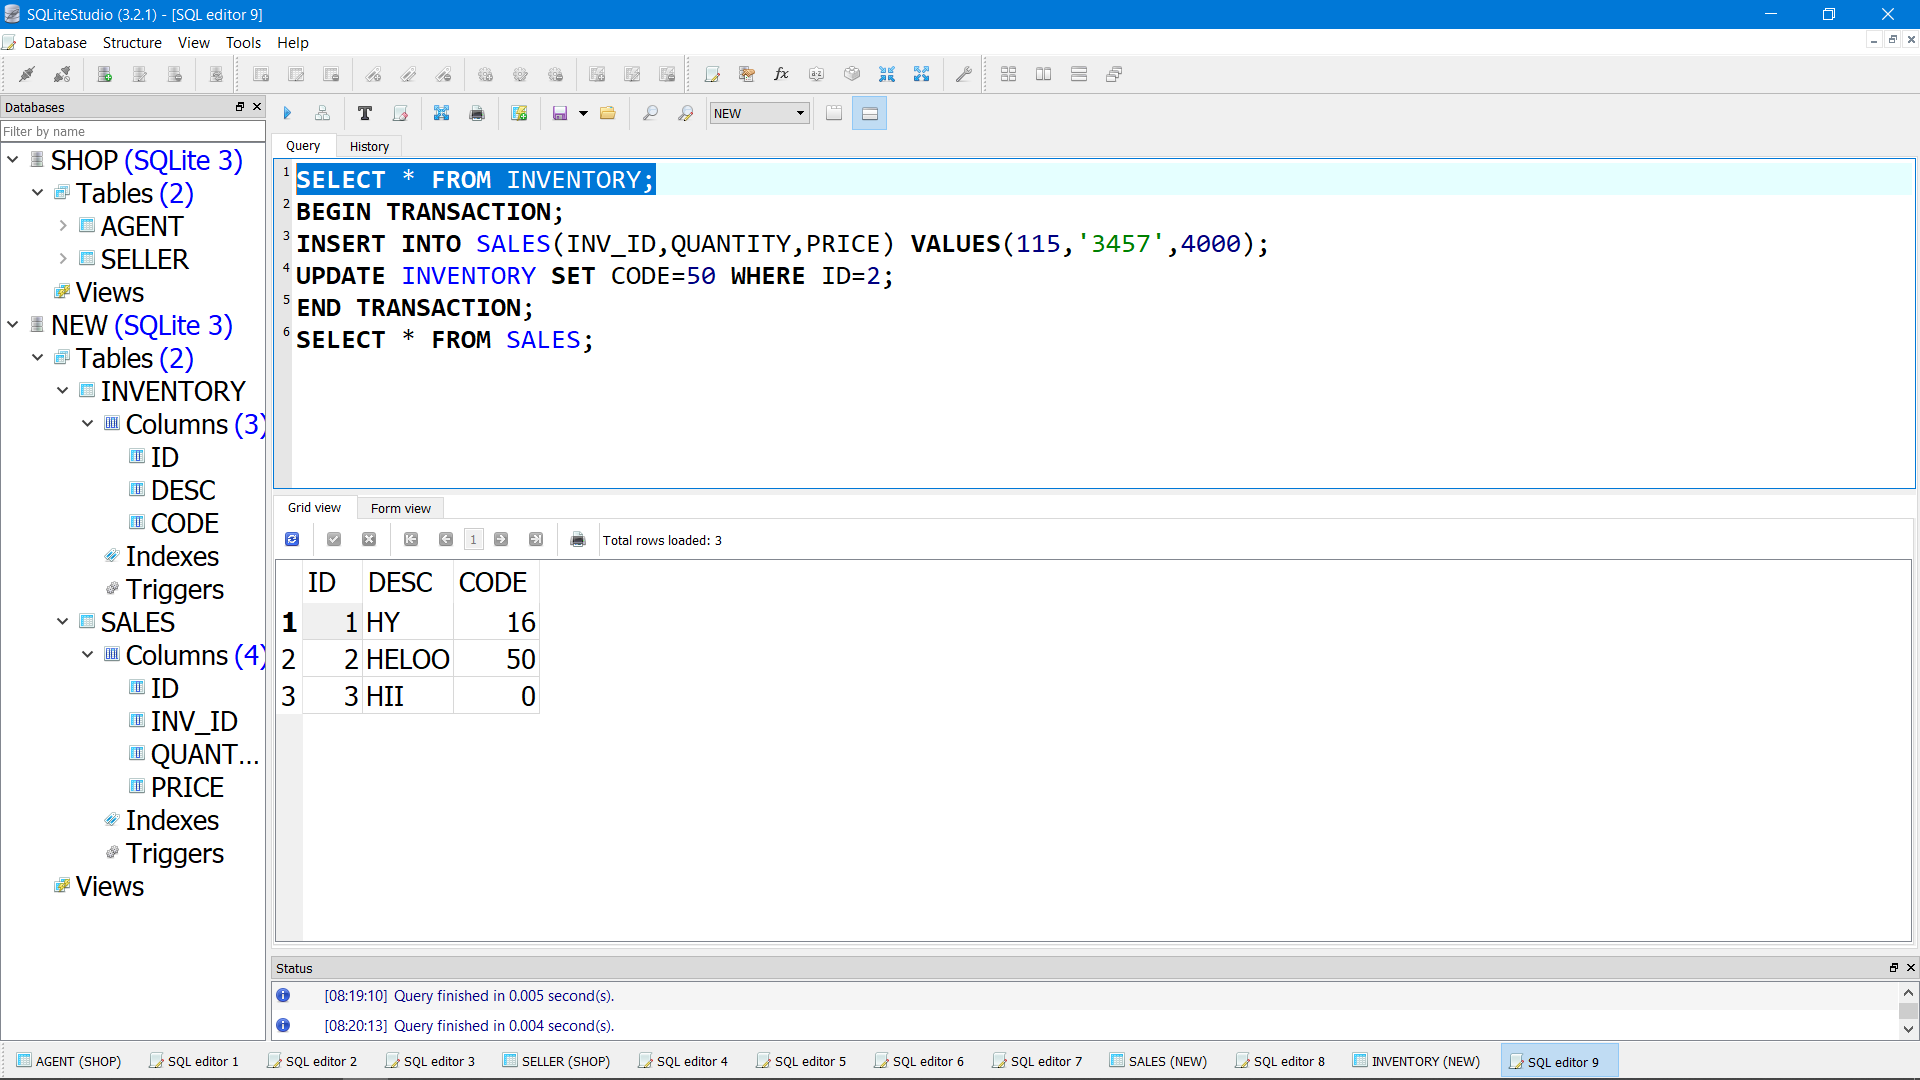 SQLiteStudio (3.2.1) - [SQL editor 9]
Database Structure View Tools Help
Databases
Filter by name
SHOP (SQLite 3)
Tables (2)
AGENT
SELLER
Views
NEW (SQLite 3)
Tables (2)
INVENTORY
Columns (3)
ID
DESC
CODE
Indexes
Triggers
SALES
Columns (4)
ID
INV_ID
QUANT...
PRICE
Indexes
Triggers
Views
NEW
Query History
1 SELECT * FROM INVENTORY;
2 BEGIN TRANSACTION;
3 INSERT INTO SALES(INV_ID,QUANTITY,PRICE) VALUES(115,'3457',4000);
4 UPDATE INVENTORY SET CODE=50 WHERE ID=2;
5 END TRANSACTION;
6 SELECT * FROM SALES;
Grid view Form view
1 Total rows loaded: 3
ID DESC CODE
1 1 HY 16
2 2 HELOO 50
3 3 HII 0
Status
[08:19:10] Query finished in 0.005 second(s).
[08:20:13] Query finished in 0.004 second(s).
AGENT (SHOP) SQL editor 1 SQL editor 2 SQL editor 3 SELLER (SHOP) SQL editor 4 SQL editor 5 SQL editor 6 SQL editor 7 SALES (NEW) SQL editor 8 INVENTORY (NEW) SQL editor 9